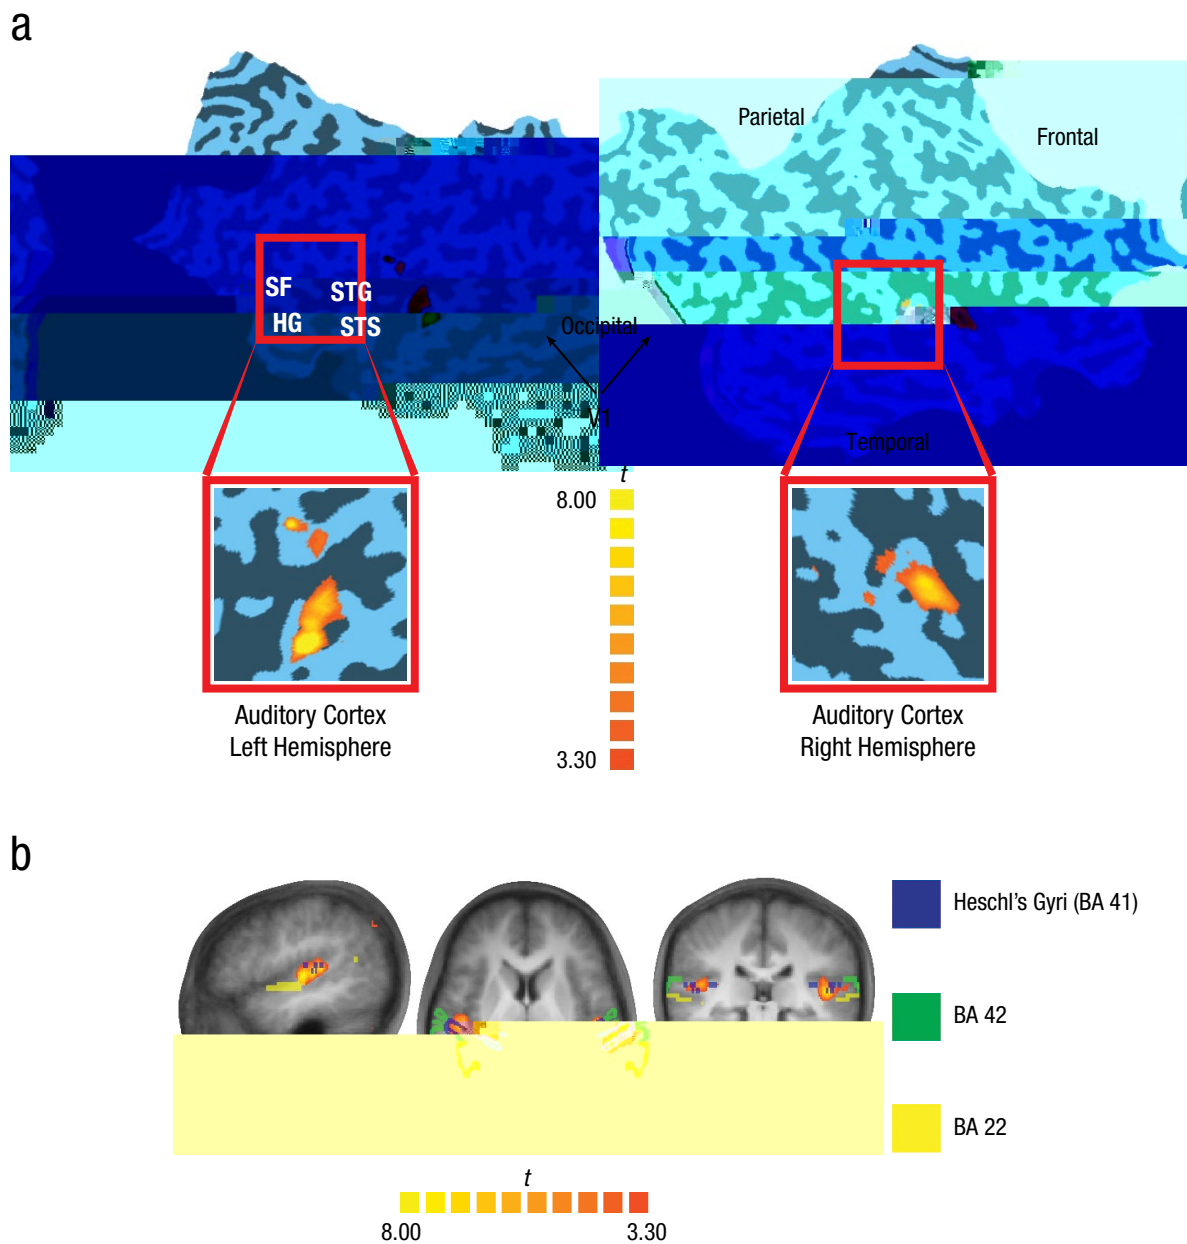 a
Parietal
Frontal
SF
STG
HG
STS
Occipital
V1
Temporal
t
8.00
3.30
Auditory Cortex
Left Hemisphere
Auditory Cortex
Right Hemisphere
b
Heschl's Gyri (BA 41)
BA 42
BA 22
t
8.00
3.30